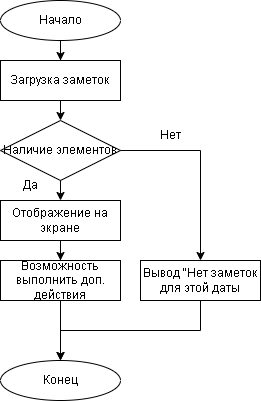 Начало
Загрузка заметок
Наличие элементов
Нет
Да
Отображение на
экране
Возможность
выполнить доп.
действия
Вывод "Нет заметок
для этой даты
Конец